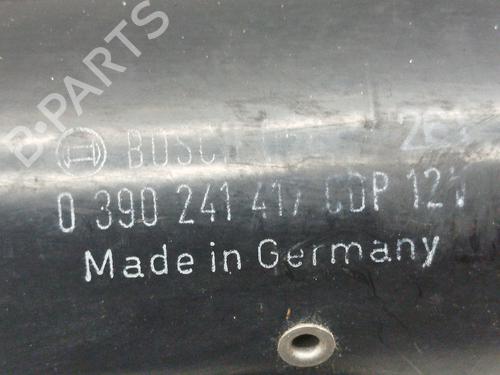 B-PARTS
BOSCH
0 390 241 417 CDP 12V
Made in Germany